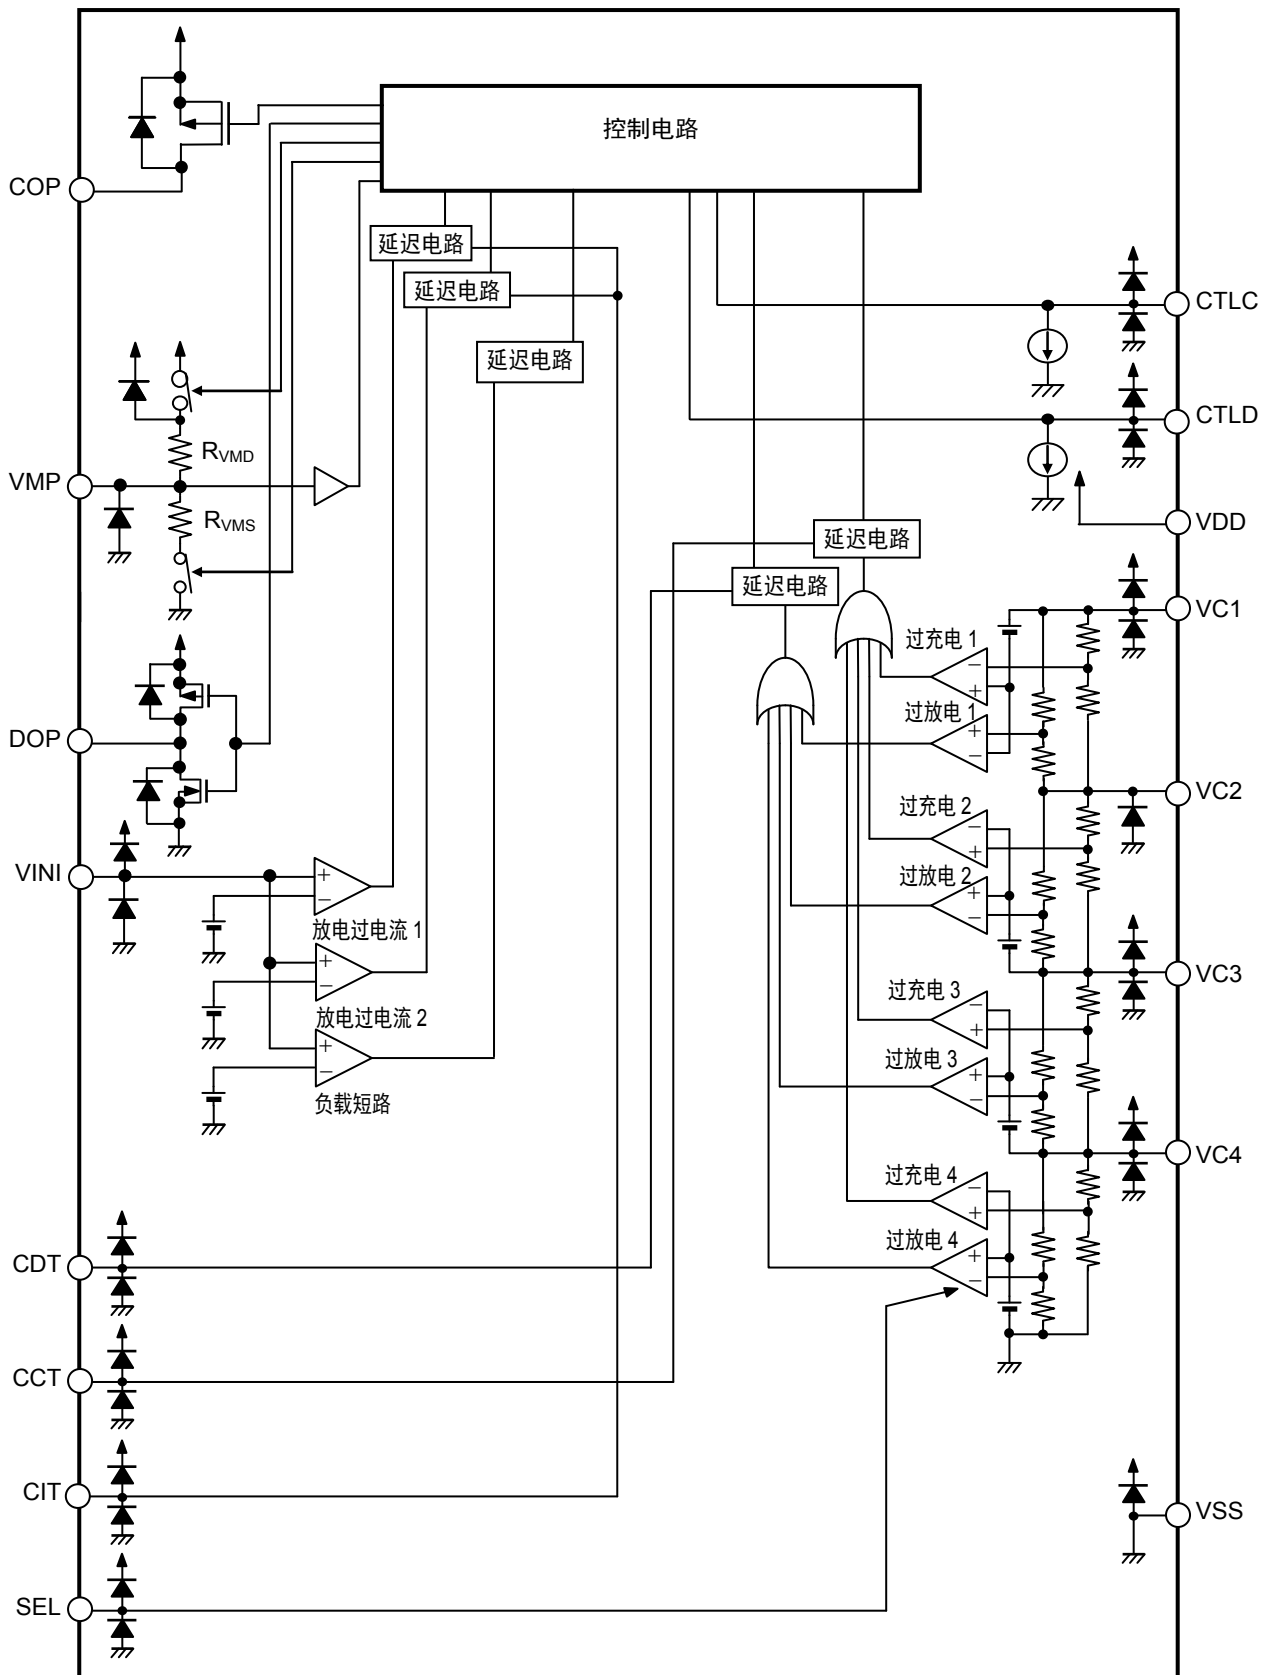 控制电路
COP
延迟电路
延迟电路
CTLC
延迟电路
CTLD
RVMD
VMP
RVMS
VDD
延迟电路
延迟电路
VC1
过充电 1
−
+
过放电 1
+
−
DOP
VC2
过充电 2
−
+
VINI
+
−
过放电 2
+
−
放电过电流 1
+
−
VC3
过充电 3
−
+
放电过电流 2
+
−
过放电 3
+
−
负载短路
VC4
过充电 4
−
+
过放电 4
+
−
CDT
CCT
CIT
VSS
SEL